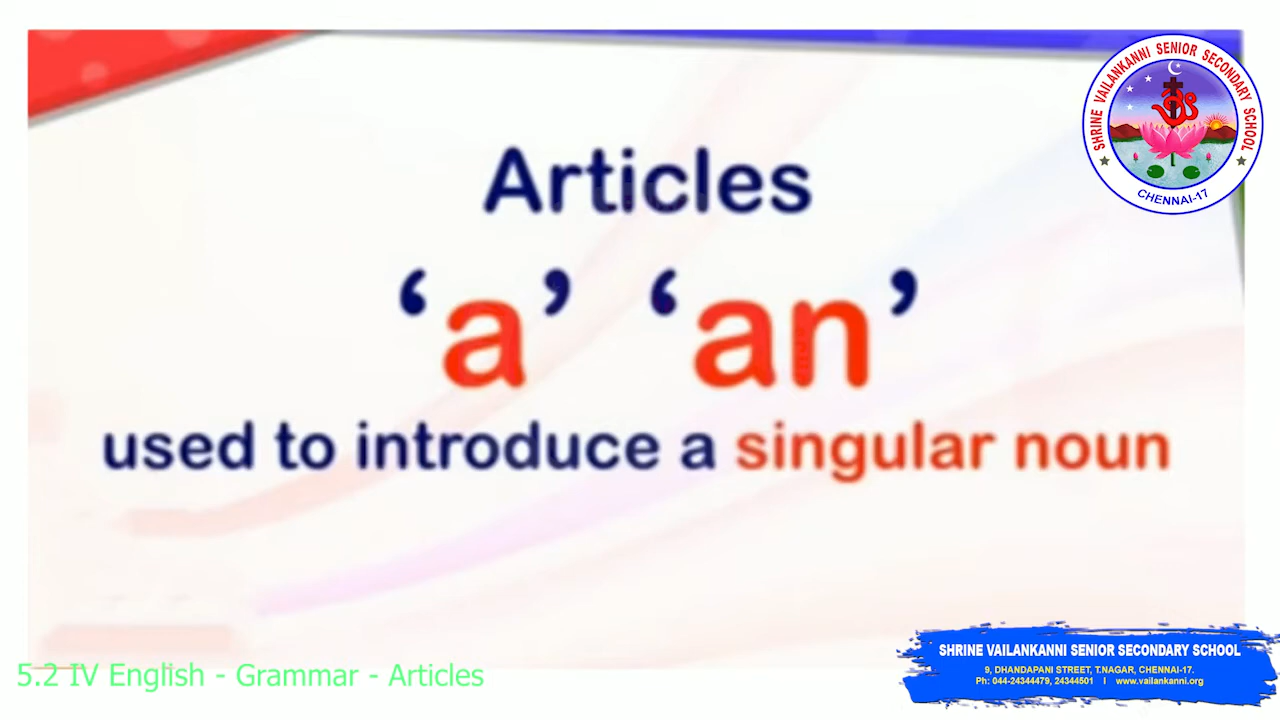 SHRINE VAILANKANNI SENIOR SECONDARY SCHOOL
CHENNAI-17
Articles
‘a’ ‘an’
used to introduce a singular noun
5.2 IV English - Grammar - Articles
SHRINE VAILANKANNI SENIOR SECONDARY SCHOOL
9, DHANDAPANI STREET, T.NAGAR, CHENNAI-17.
Ph: 044-24344479, 24344501 I www.vailankanni.org